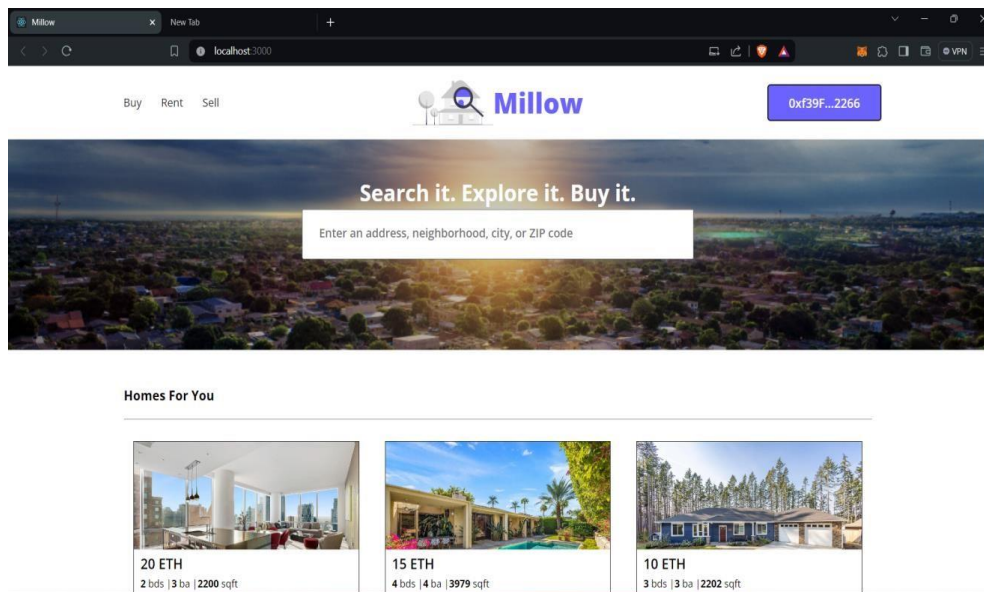 Millow
New Tab
localhost:3000
VPN
Buy Rent Sell
Millow
0xf39F...2266
Search it. Explore it. Buy it.
Enter an address, neighborhood, city, or ZIP code
Homes For You
20 ETH
2 bds |3 ba |2200 sqft
15 ETH
4 bds |4 ba |3979 sqft
10 ETH
3 bds |3 ba |2202 sqft